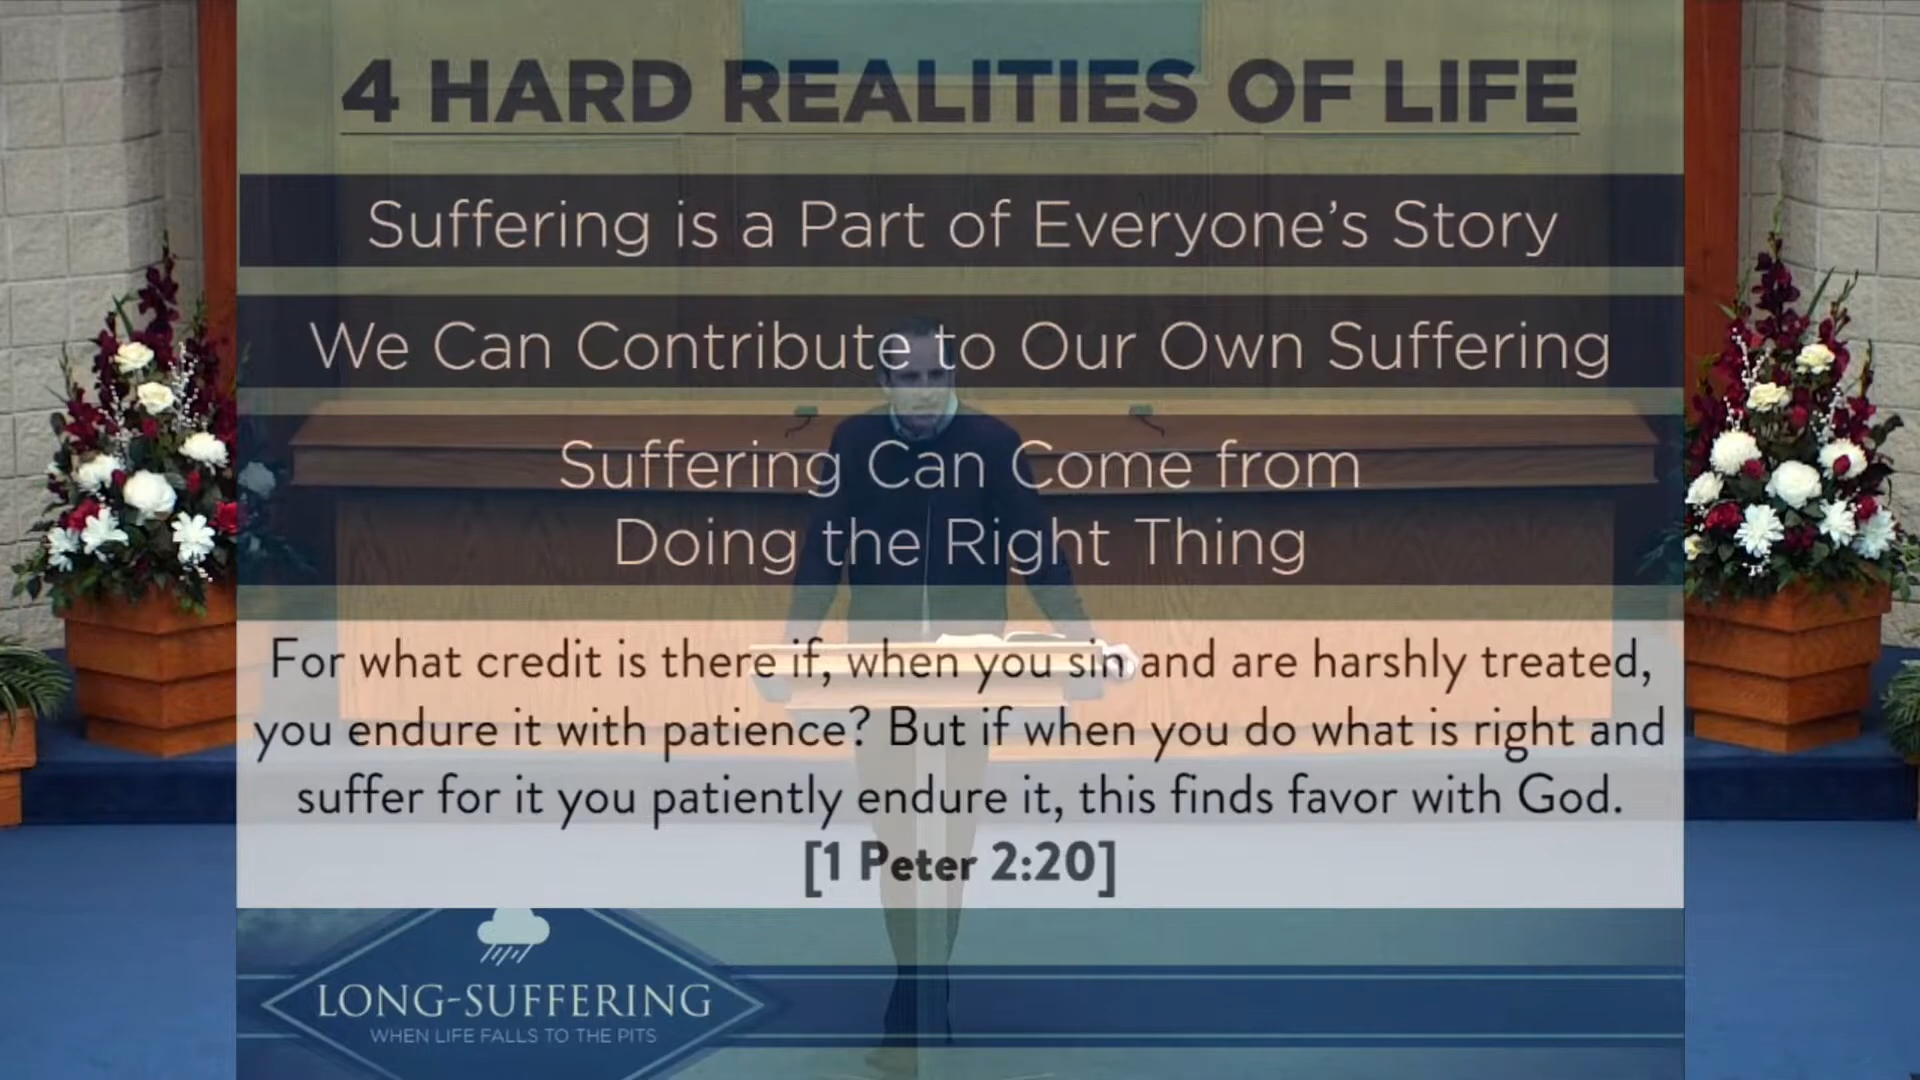 4 HARD REALITIES OF LIFE
Suffering is a Part of Everyone’s Story
We Can Contribute to Our Own Suffering
Suffering Can Come from
Doing the Right Thing
For what credit is there if, when you sin and are harshly treated,
you endure it with patience? But if when you do what is right and
suffer for it you patiently endure it, this finds favor with God.
[1 Peter 2:20]
LONG-SUFFERING
WHEN LIFE FALLS TO THE PITS